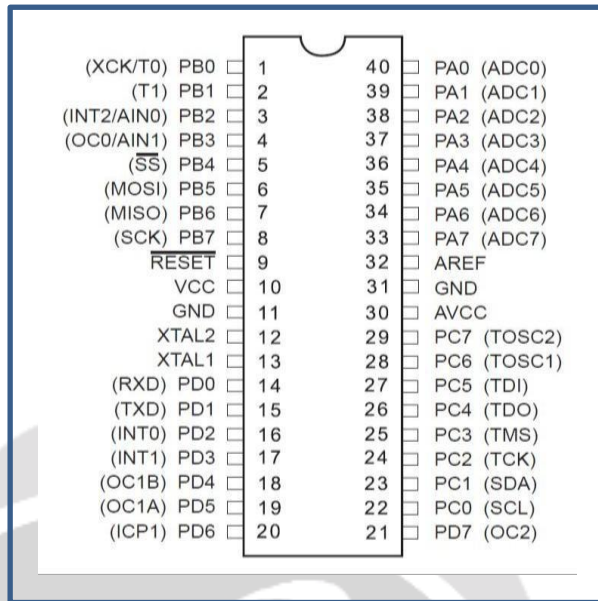 (XCK/T0) PB0 1 40 PA0 (ADC0)
(T1) PB1 2 39 PA1 (ADC1)
(INT2/AIN0) PB2 3 38 PA2 (ADC2)
(OC0/AIN1) PB3 4 37 PA3 (ADC3)
(SS) PB4 5 36 PA4 (ADC4)
(MOSI) PB5 6 35 PA5 (ADC5)
(MISO) PB6 7 34 PA6 (ADC6)
(SCK) PB7 8 33 PA7 (ADC7)
RESET 9 32 AREF
VCC 10 31 GND
GND 11 30 AVCC
XTAL2 12 29 PC7 (TOSC2)
XTAL1 13 28 PC6 (TOSC1)
(RXD) PD0 14 27 PC5 (TDI)
(TXD) PD1 15 26 PC4 (TDO)
(INT0) PD2 16 25 PC3 (TMS)
(INT1) PD3 17 24 PC2 (TCK)
(OC1B) PD4 18 23 PC1 (SDA)
(OC1A) PD5 19 22 PC0 (SCL)
(ICP1) PD6 20 21 PD7 (OC2)